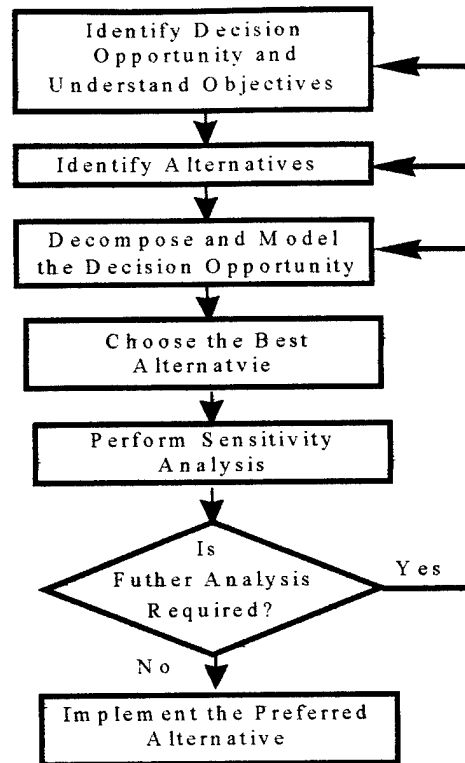 Identify Decision
Opportunity and
Understand Objectives
Identify Alternatives
Decompose and Model
the Decision Opportunity
Choose the Best
Alternatvie
Perform Sensitivity
Analysis
Is
Futher Analysis
Required?
Yes
No
Implement the Preferred
Alternative